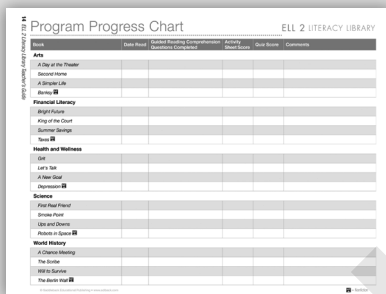 14 ELL 2 Literacy Library Teacher's Guide
Program Progress Chart
ELL 2 LITERACY LIBRARY
Book Date Read Guided Reading Comprehension Questions Completed Activity Sheet Score Quiz Score Comments
Arts
A Day at the Theater
Second Home
A Simpler Life
Banksy
Financial Literacy
Bright Future
King of the Court
Summer Savings
Taxes
Health and Wellness
Grit
Let's Talk
A New Goal
Depression
Science
First Real Friend
Smoke Point
Ups and Downs
Robots in Space
World History
A Chance Meeting
The Scribe
Will to Survive
The Berlin Wall
= Nonfiction